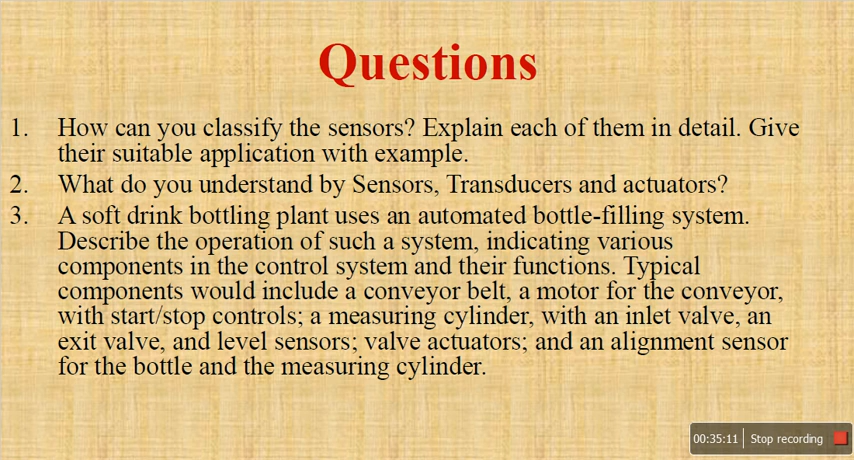 Questions
1. How can you classify the sensors? Explain each of them in detail. Give
their suitable application with example.
2. What do you understand by Sensors, Transducers and actuators?
3. A soft drink bottling plant uses an automated bottle-filling system.
Describe the operation of such a system, indicating various
components in the control system and their functions. Typical
components would include a conveyor belt, a motor for the conveyor,
with start/stop controls; a measuring cylinder, with an inlet valve, an
exit valve, and level sensors; valve actuators; and an alignment sensor
for the bottle and the measuring cylinder.
00:35:11 Stop recording